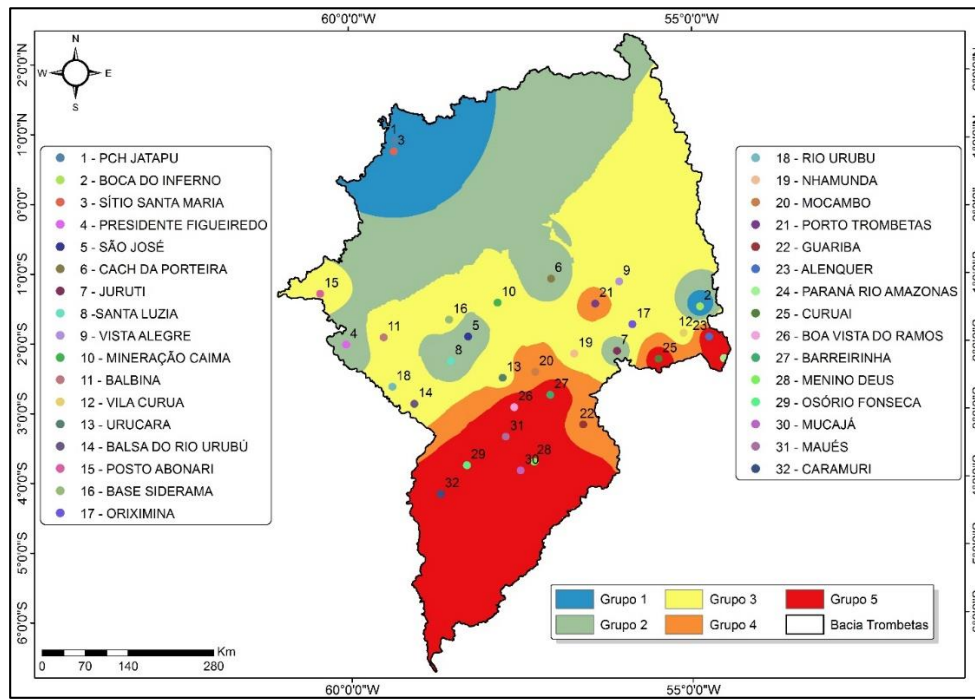 60°0'0"W 55°0'0"W
N
W E
S
2°0'0"N
1°0'0"N
0°0'0"
1°0'0"S
2°0'0"S
3°0'0"S
4°0'0"S
5°0'0"S
6°0'0"S
1 - PCH JATAPU
2 - BOCA DO INFERNO
3 - SÍTIO SANTA MARIA
4 - PRESIDENTE FIGUEIREDO
5 - SÃO JOSÉ
6 - CACH DA PORTEIRA
7 - JURUTI
8 -SANTA LUZIA
9 - VISTA ALEGRE
10 - MINERAÇÃO CAIMA
11 - BALBINA
12 - VILA CURUA
13 - URUCARA
14 - BALSA DO RIO URUBÚ
15 - POSTO ABONARI
16 - BASE SIDERAMA
17 - ORIXIMINA
1
3
15
6
9
2
10
21
16
17
5
12
23
4
11
8
7
25
19
20
13
18
14
27
26
22
31
28
30
29
32
18 - RIO URUBU
19 - NHAMUNDA
20 - MOCAMBO
21 - PORTO TROMBETAS
22 - GUARIBA
23 - ALENQUER
24 - PARANÁ RIO AMAZONAS
25 - CURUAI
26 - BOA VISTA DO RAMOS
27 - BARREIRINHA
28 - MENINO DEUS
29 - OSÓRIO FONSECA
30 - MUCAJÁ
31 - MAUÉS
32 - CARAMURI
Grupo 1 Grupo 3 Grupo 5
Grupo 2 Grupo 4 Bacia Trombetas
Km
0 70 140 280
60°0'0"W 55°0'0"W